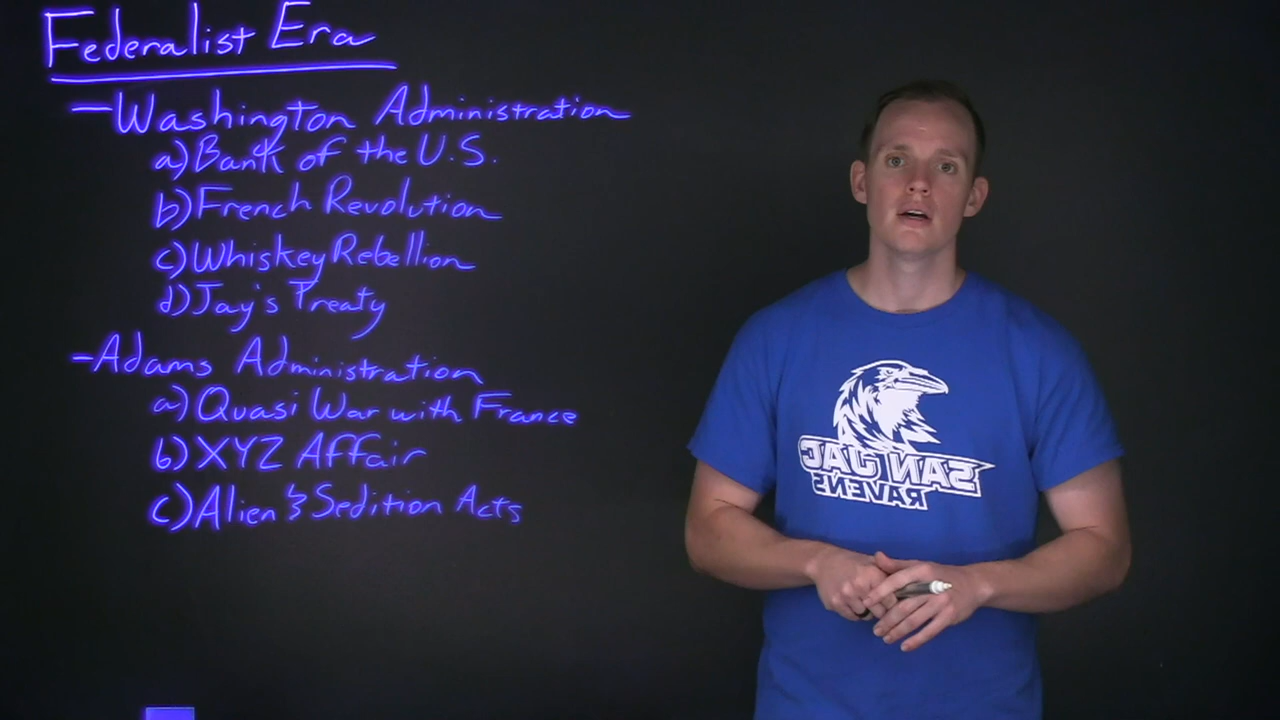 Federalist Era
- Washington Administration
a) Bank of the U.S.
b) French Revolution
c) Whiskey Rebellion
d) Jay's Treaty
- Adams Administration
a) Quasi War with France
b) XYZ Affair
c) Alien & Sedition Acts
SAN JAC
RAVENS